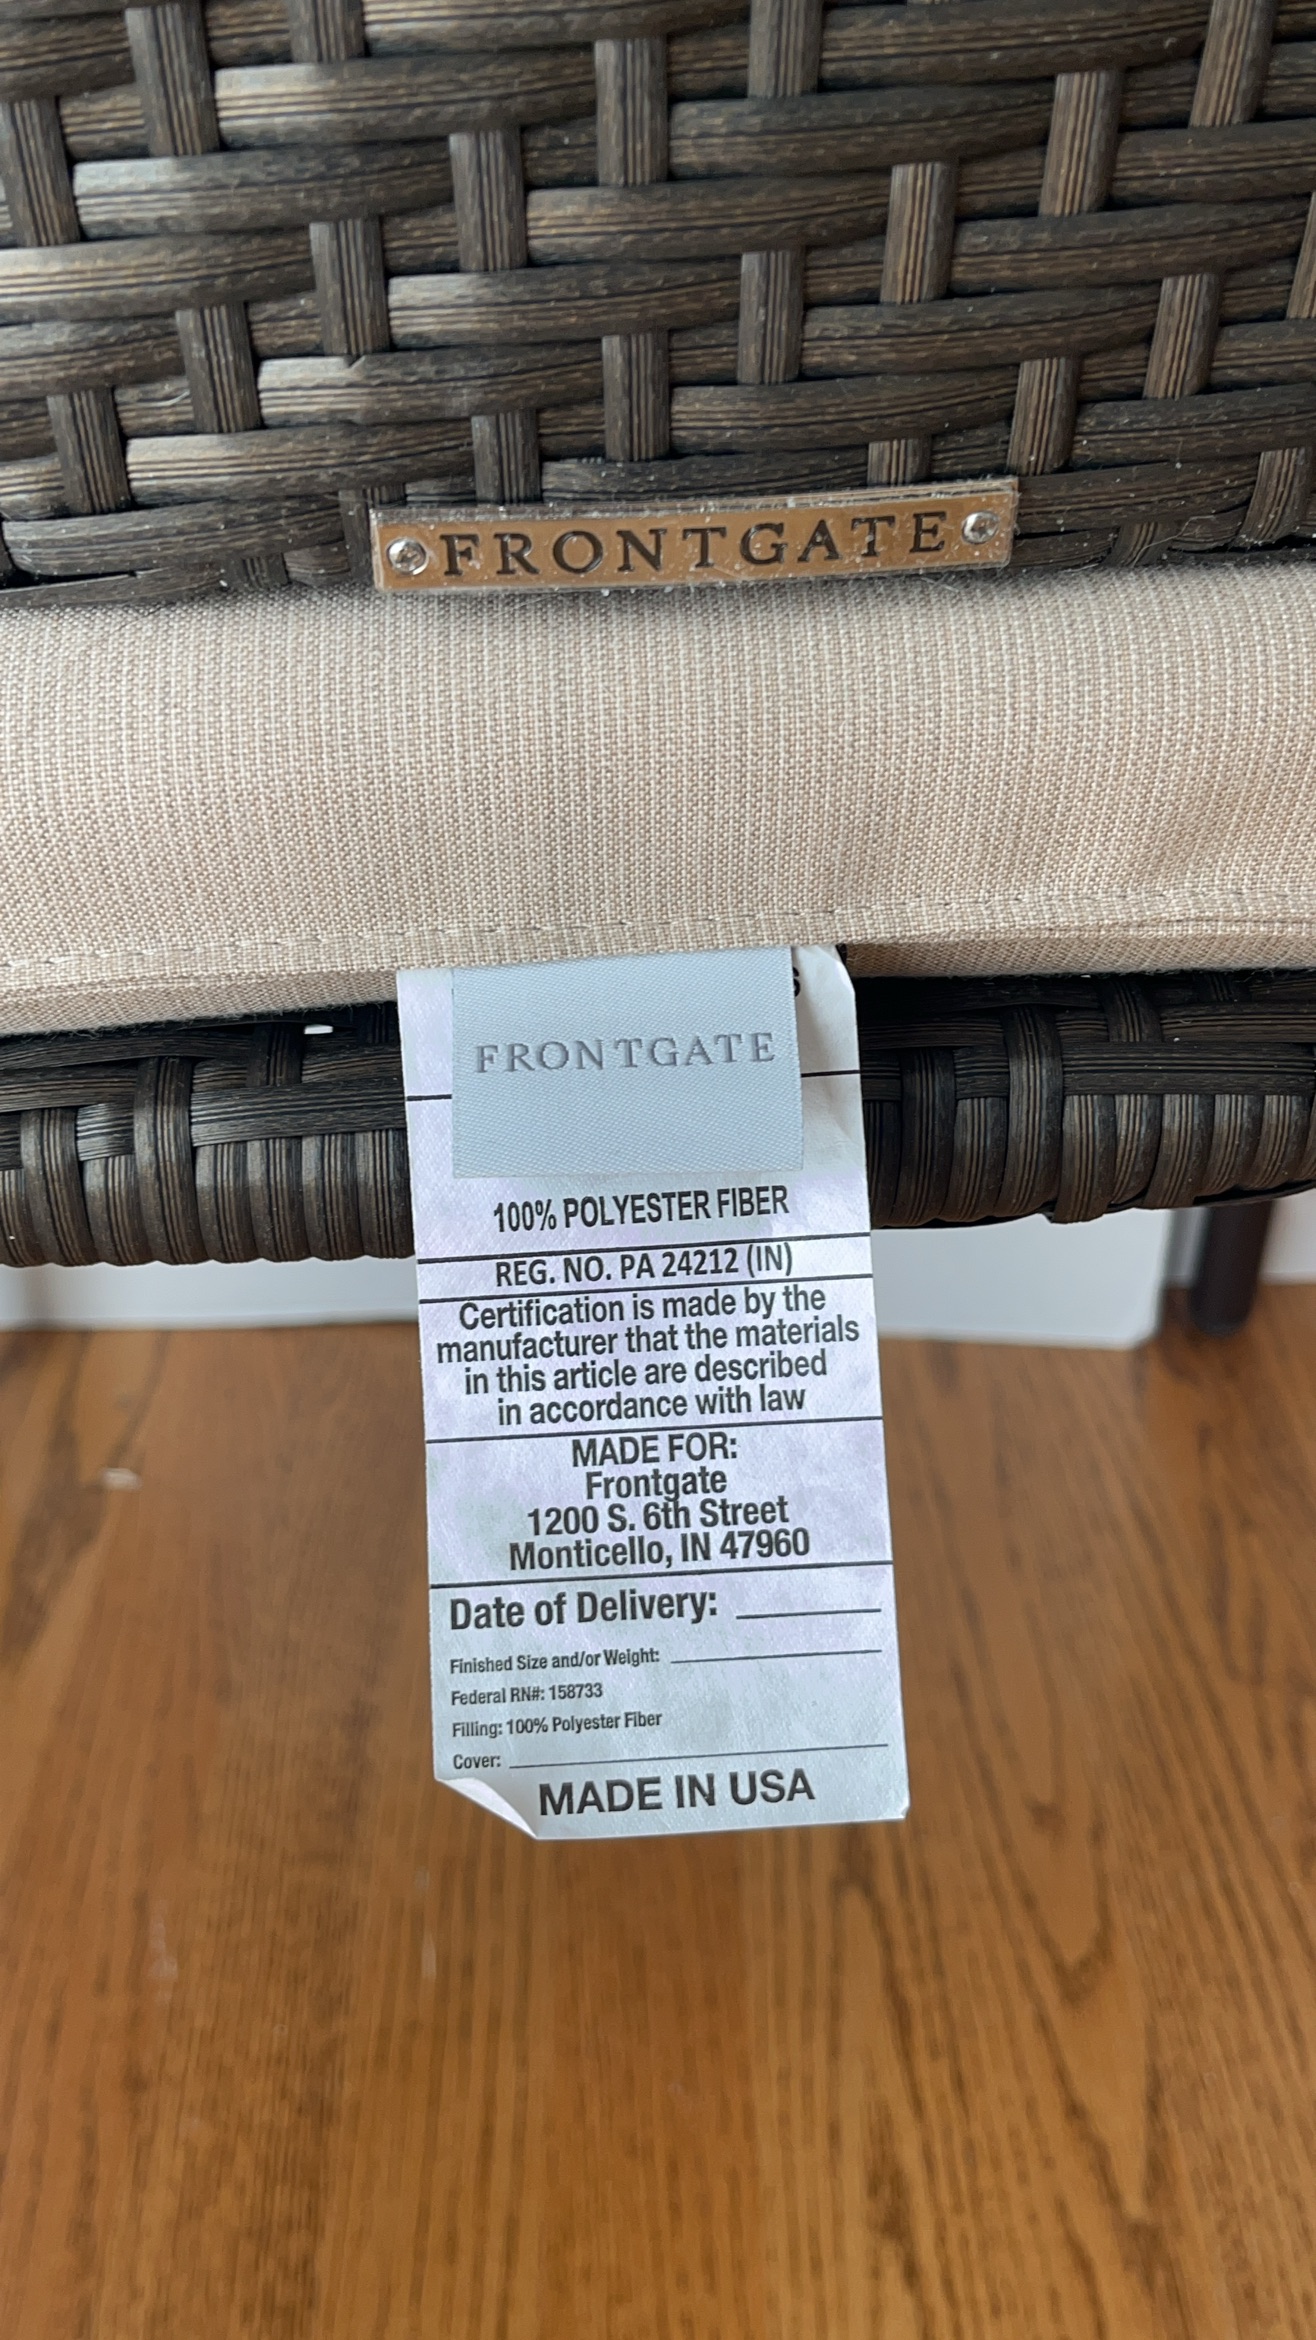 FRONTGATE
FRONTGATE
100% POLYESTER FIBER
REG. NO. PA 24212 (IN)
Certification is made by the
manufacturer that the materials
in this article are described
in accordance with law
MADE FOR:
Frontgate
1200 S. 6th Street
Monticello, IN 47960
Date of Delivery:
Finished Size and/or Weight:
Federal RN#: 158733
Filling: 100% Polyester Fiber
Cover:
MADE IN USA